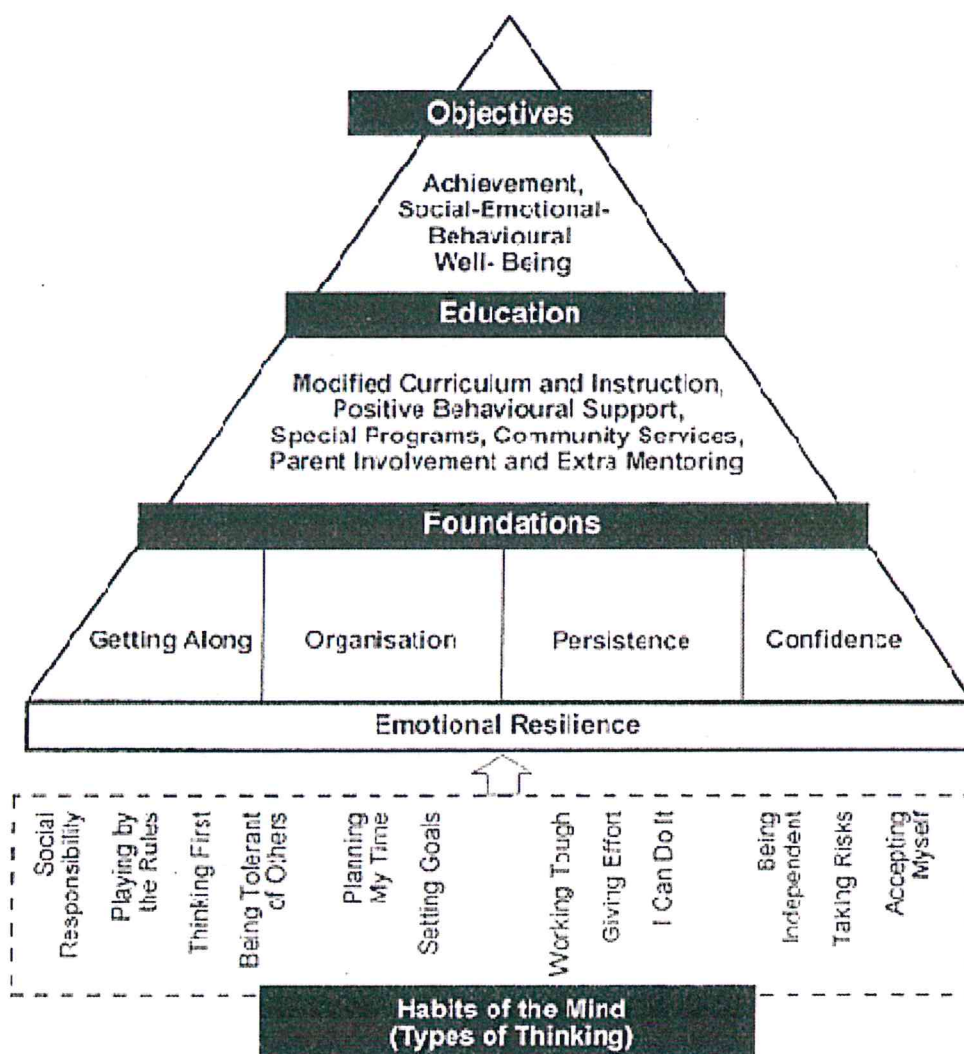 Objectives
Achievement,
Social-Emotional-
Behavioural
Well- Being
Education
Modified Curriculum and Instruction,
Positive Behavioural Support,
Special Programs, Community Services,
Parent Involvement and Extra Mentoring
Foundations
Getting Along
Organisation
Persistence
Confidence
Emotional Resilience
Social
Responsibility
Playing by
the Rules
Thinking First
Being Tolerant
of Others
Planning
My Time
Setting Goals
Working Tough
Giving Effort
I Can Do It
Being
Independent
Taking Risks
Accepting
Myself
Habits of the Mind
(Types of Thinking)